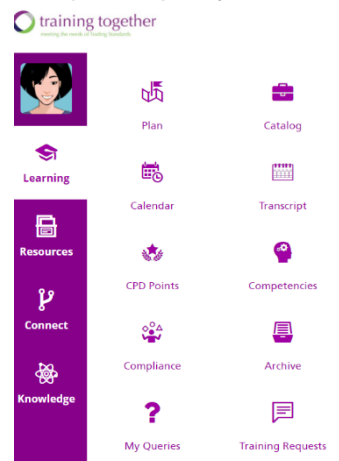 training together
meeting the needs of Trading Standards
Plan
Catalog
Learning
Calendar
Transcript
Resources
CPD Points
Competencies
Connect
Compliance
Archive
Knowledge
My Queries
Training Requests